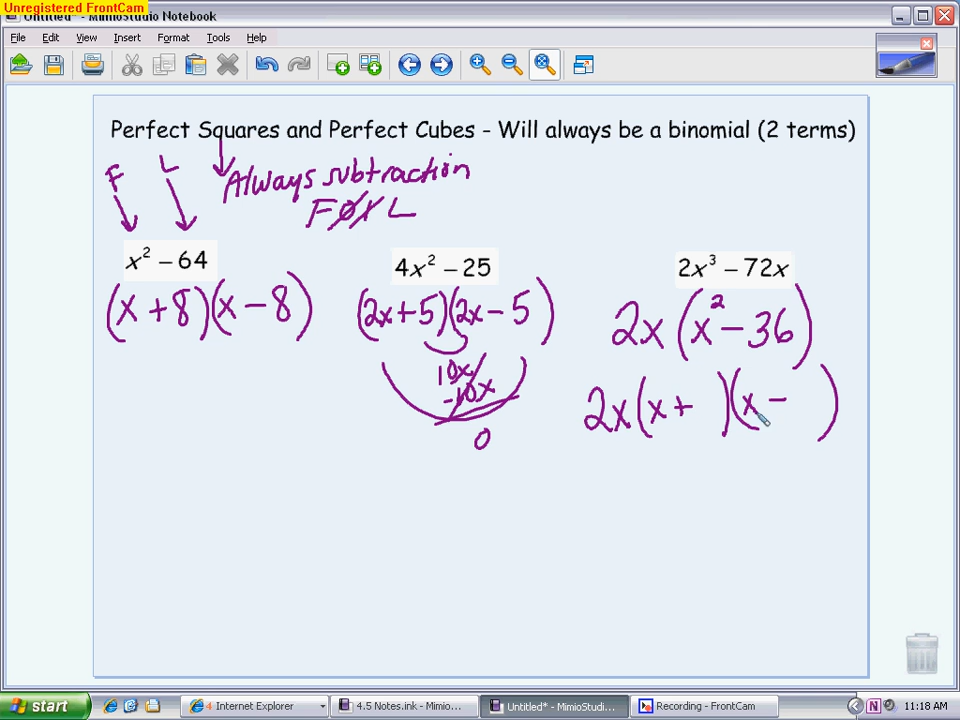 Unregistered FrontCam
Untitled* - MimioStudio Notebook
File Edit View Insert Format Tools Help
Perfect Squares and Perfect Cubes - Will always be a binomial (2 terms)
F L Always subtraction
FOIL
x² – 64
(x + 8)(x - 8)
4x² – 25
(2x + 5)(2x - 5)
10x
-10x
0
2x³ – 72x
2x(x² - 36)
2x(x + )(x - )
start
4 Internet Explorer
4.5 Notes.ink - Mimio...
Untitled* - MimioStudi...
Recording - FrontCam
11:18 AM